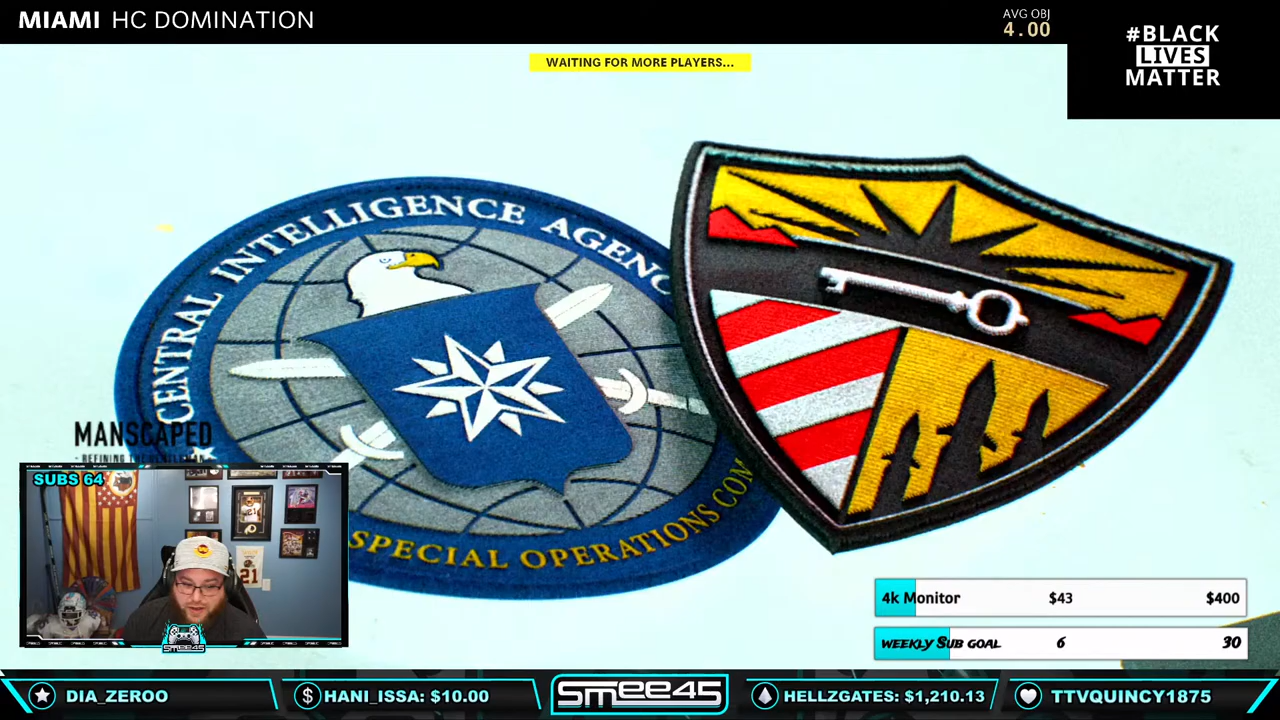 MIAMI HC DOMINATION
AVG OBJ
4.00
#BLACK
LIVES
MATTER
WAITING FOR MORE PLAYERS...
CENTRAL INTELLIGENCE AGENC
SPECIAL OPERATIONS COM
MANSCAPED
SUBS 64
21
4k Monitor $43 $400
WEEKLY SUB GOAL 6 30
SMEE45
DIA_ZEROO
HANI_ISSA: $10.00
SMEE45
HELLZGATES: $1,210.13
TTVQUINCY1875